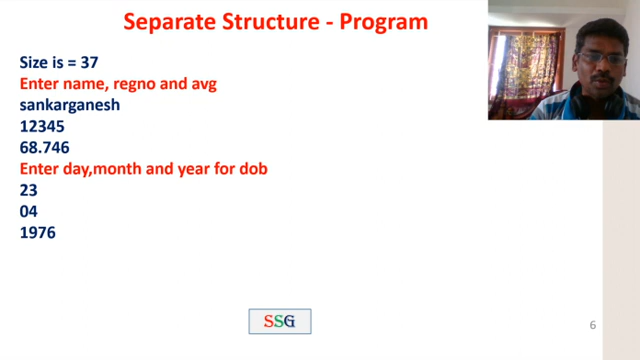 Separate Structure - Program
Size is = 37
Enter name, regno and avg
sankarganesh
12345
68.746
Enter day,month and year for dob
23
04
1976
SSG
6